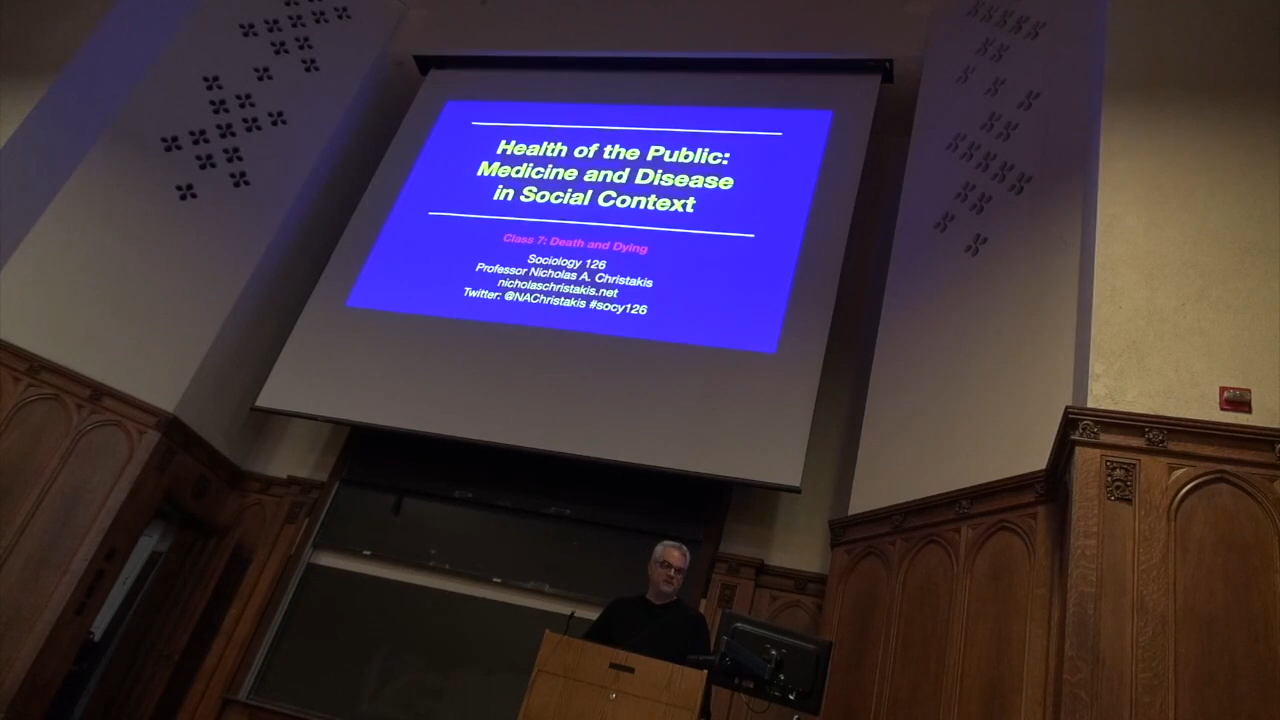 Health of the Public:
Medicine and Disease
in Social Context
Class 7: Death and Dying
Sociology 126
Professor Nicholas A. Christakis
nicholaschristakis.net
Twitter: @NAChristakis #socy126